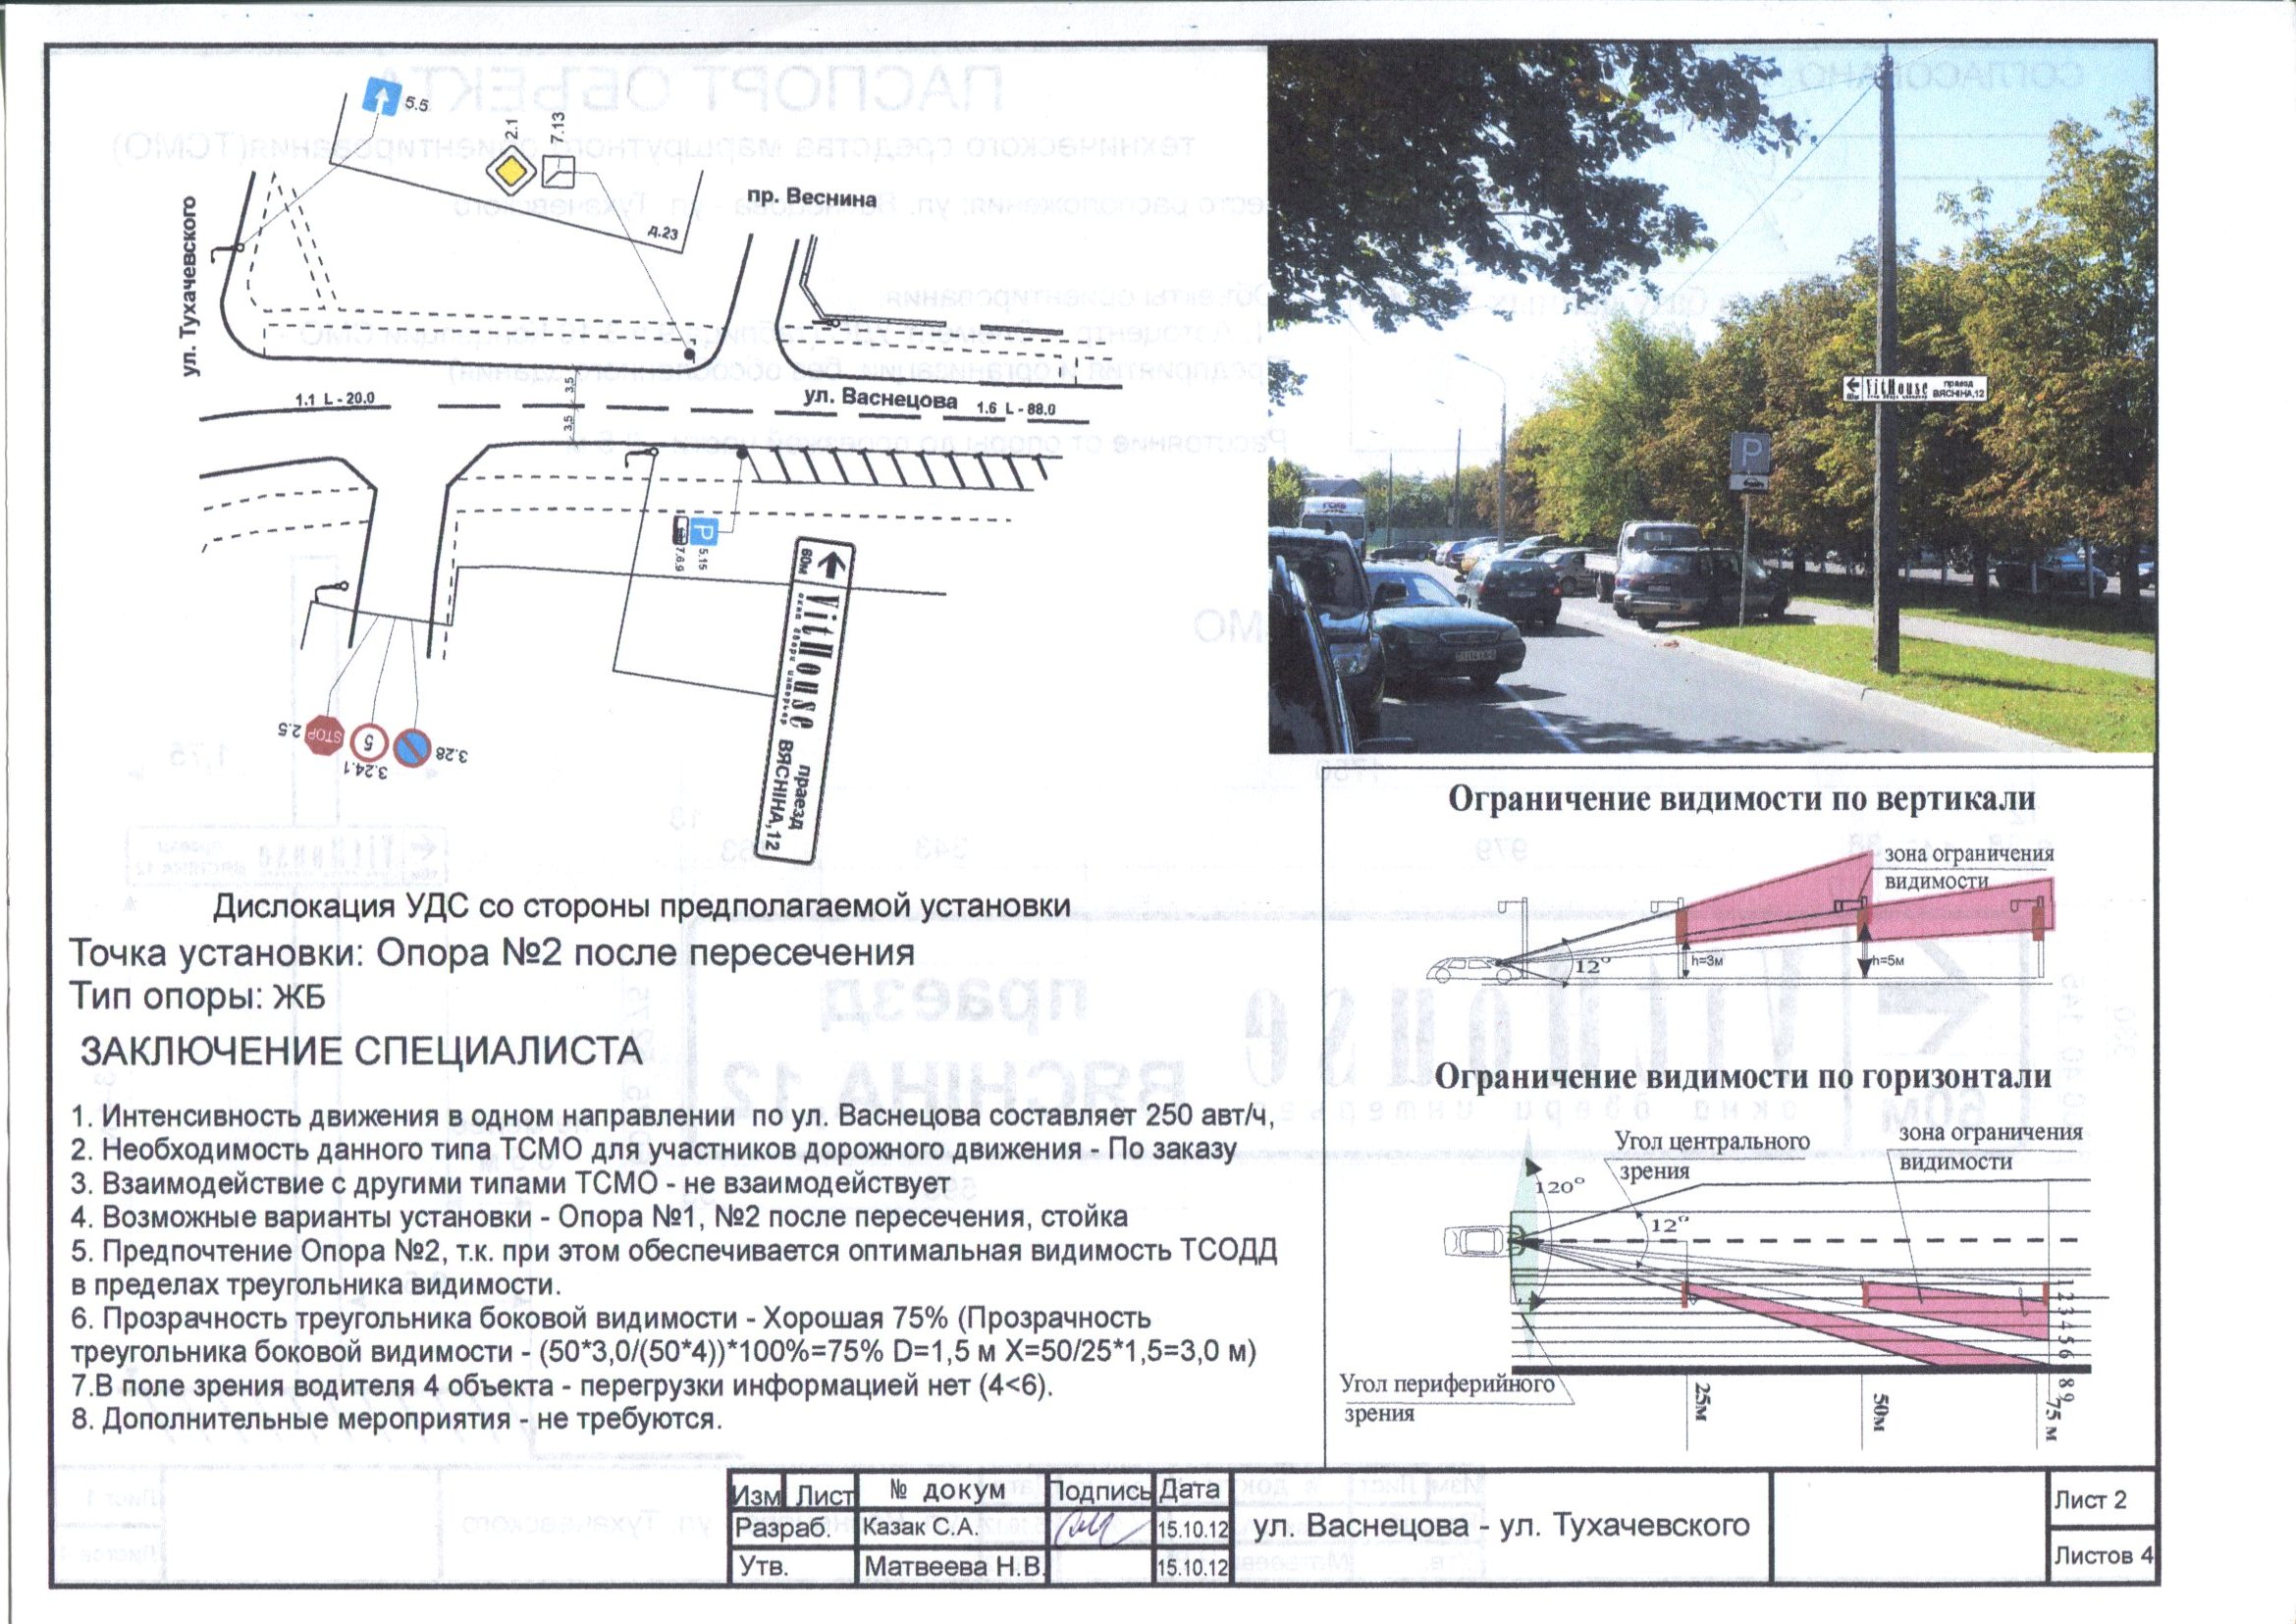 5.5
2.1
7.13
ул. Тухачевского
пр. Веснина
д.23
3,5
3,5
1.1 L - 20.0
ул. Васнецова
1.6 L - 88.0
7.6.9
P
5.15
60м
VitHouse
окна двери интерьер
праезд
ВЯСНІНА,12
2.5
STOP
5
3.24.1
3.28
60м
VitHouse
праезд
ВЯСНІНА,12
P
Дислокация УДС со стороны предполагаемой установки
Точка установки: Опора №2 после пересечения
Тип опоры: ЖБ
ЗАКЛЮЧЕНИЕ СПЕЦИАЛИСТА
1. Интенсивность движения в одном направлении по ул. Васнецова составляет 250 авт/ч,
2. Необходимость данного типа ТСМО для участников дорожного движения - По заказу
3. Взаимодействие с другими типами ТСМО - не взаимодействует
4. Возможные варианты установки - Опора №1, №2 после пересечения, стойка
5. Предпочтение Опора №2, т.к. при этом обеспечивается оптимальная видимость ТСОДД
в пределах треугольника видимости.
6. Прозрачность треугольника боковой видимости - Хорошая 75% (Прозрачность
треугольника боковой видимости - (50*3,0/(50*4))*100%=75% D=1,5 м X=50/25*1,5=3,0 м)
7.В поле зрения водителя 4 объекта - перегрузки информацией нет (4<6).
8. Дополнительные мероприятия - не требуются.
Ограничение видимости по вертикали
зона ограничения
видимости
12°
h=3м
h=5м
Ограничение видимости по горизонтали
Угол центрального
зрения
зона ограничения
видимости
120°
12°
1 2 3 4 5 6 8 9
Угол периферийного
зрения
25м
50м
75 м
Изм Лист № докум Подпись Дата
Разраб. Казак С.А. 15.10.12
Утв. Матвеева Н.В. 15.10.12
ул. Васнецова - ул. Тухачевского
Лист 2
Листов 4